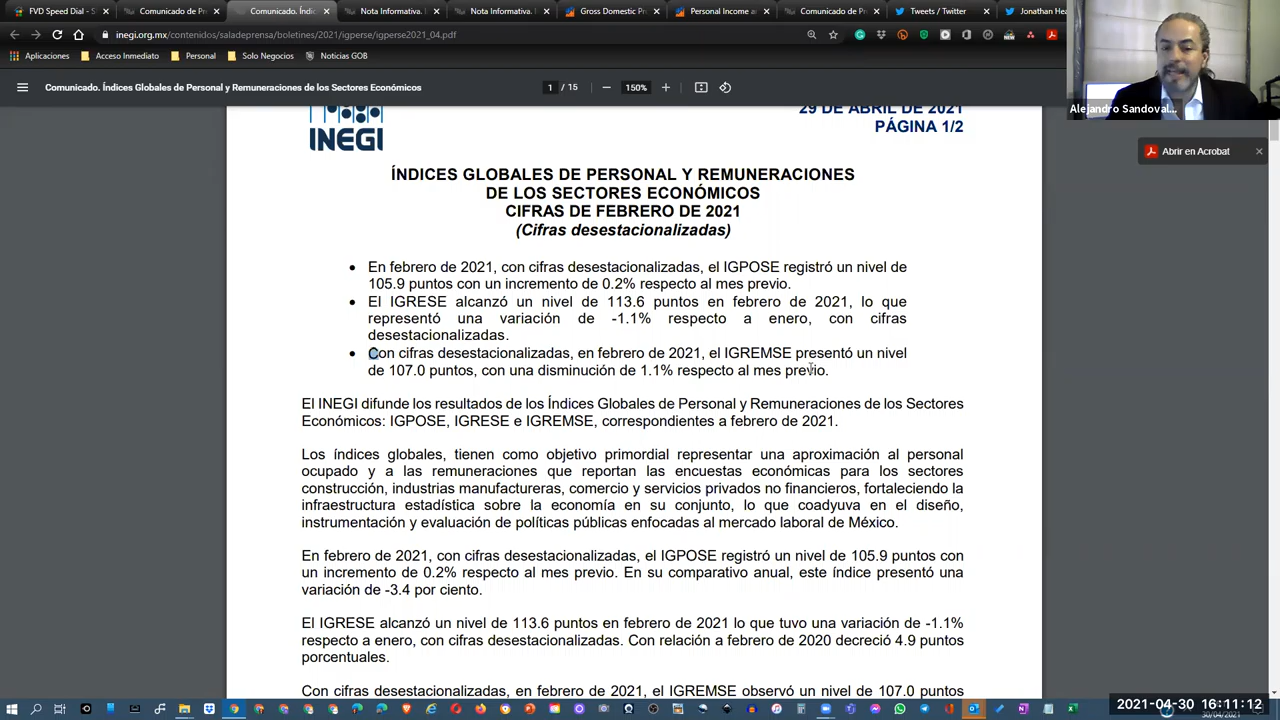 FVD Speed Dial - S
Comunicado de Pr
Comunicado. Índic
Nota Informativa. I
Nota Informativa. I
Gross Domestic Pr
Personal Income a
Comunicado de Pr
Tweets / Twitter
Jonathan Hea
inegi.org.mx/contenidos/saladeprensa/boletines/2021/igperse/igperse2021_04.pdf
Aplicaciones
Acceso Inmediato
Personal
Solo Negocios
Noticias GOB
Comunicado. Índices Globales de Personal y Remuneraciones de los Sectores Económicos
1 / 15
150%
Alejandro Sandoval...
Abrir en Acrobat
INEGI
29 DE ABRIL DE 2021
PÁGINA 1/2
ÍNDICES GLOBALES DE PERSONAL Y REMUNERACIONES
DE LOS SECTORES ECONÓMICOS
CIFRAS DE FEBRERO DE 2021
(Cifras desestacionalizadas)
• En febrero de 2021, con cifras desestacionalizadas, el IGPOSE registró un nivel de
105.9 puntos con un incremento de 0.2% respecto al mes previo.
• El IGRESE alcanzó un nivel de 113.6 puntos en febrero de 2021, lo que
representó una variación de -1.1% respecto a enero, con cifras
desestacionalizadas.
• Con cifras desestacionalizadas, en febrero de 2021, el IGREMSE presentó un nivel
de 107.0 puntos, con una disminución de 1.1% respecto al mes previo.
El INEGI difunde los resultados de los Índices Globales de Personal y Remuneraciones de los Sectores
Económicos: IGPOSE, IGRESE e IGREMSE, correspondientes a febrero de 2021.
Los índices globales, tienen como objetivo primordial representar una aproximación al personal
ocupado y a las remuneraciones que reportan las encuestas económicas para los sectores
construcción, industrias manufactureras, comercio y servicios privados no financieros, fortaleciendo la
infraestructura estadística sobre la economía en su conjunto, lo que coadyuva en el diseño,
instrumentación y evaluación de políticas públicas enfocadas al mercado laboral de México.
En febrero de 2021, con cifras desestacionalizadas, el IGPOSE registró un nivel de 105.9 puntos con
un incremento de 0.2% respecto al mes previo. En su comparativo anual, este índice presentó una
variación de -3.4 por ciento.
El IGRESE alcanzó un nivel de 113.6 puntos en febrero de 2021 lo que tuvo una variación de -1.1%
respecto a enero, con cifras desestacionalizadas. Con relación a febrero de 2020 decreció 4.9 puntos
porcentuales.
Con cifras desestacionalizadas, en febrero de 2021, el IGREMSE observó un nivel de 107.0 puntos
2021-04-30 16:11:12
30/04/2021